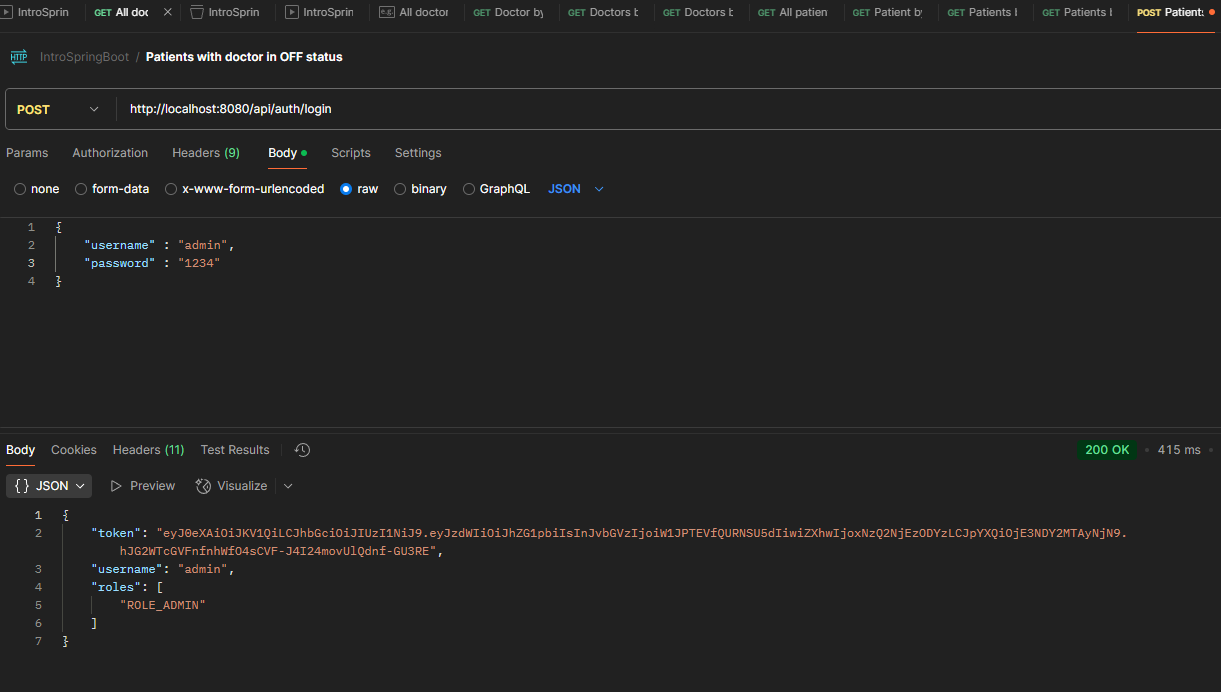 IntroSprin GET All doc IntroSprin IntroSprin e.g. All doctor GET Doctor by GET Doctors b GET Doctors b GET All patien GET Patient by GET Patients b GET Patients b POST Patients
HTTP IntroSpringBoot / Patients with doctor in OFF status
POST http://localhost:8080/api/auth/login
Params Authorization Headers (9) Body Scripts Settings
none form-data x-www-form-urlencoded raw binary GraphQL JSON
1 {
2 "username" : "admin",
3 "password" : "1234"
4 }
Body Cookies Headers (11) Test Results 200 OK • 415 ms •
{} JSON Preview Visualize
1 {
2 "token": "eyJ0eXAiOiJKV1QiLCJhbGciOiJIUzI1NiJ9.eyJzdWIiOiJhZG1pbiIsInJvbGVzIjoiW1JPTEVfQURNSU5dIiwiZXhwIjoxNzQ2NjEzODYzLCJpYXQiOjE3NDY2MTAyNjN9.
hJG2WTcGVFnfnhWfO4sCVF-J4I24movUlQdnf-GU3RE",
3 "username": "admin",
4 "roles": [
5 "ROLE_ADMIN"
6 ]
7 }